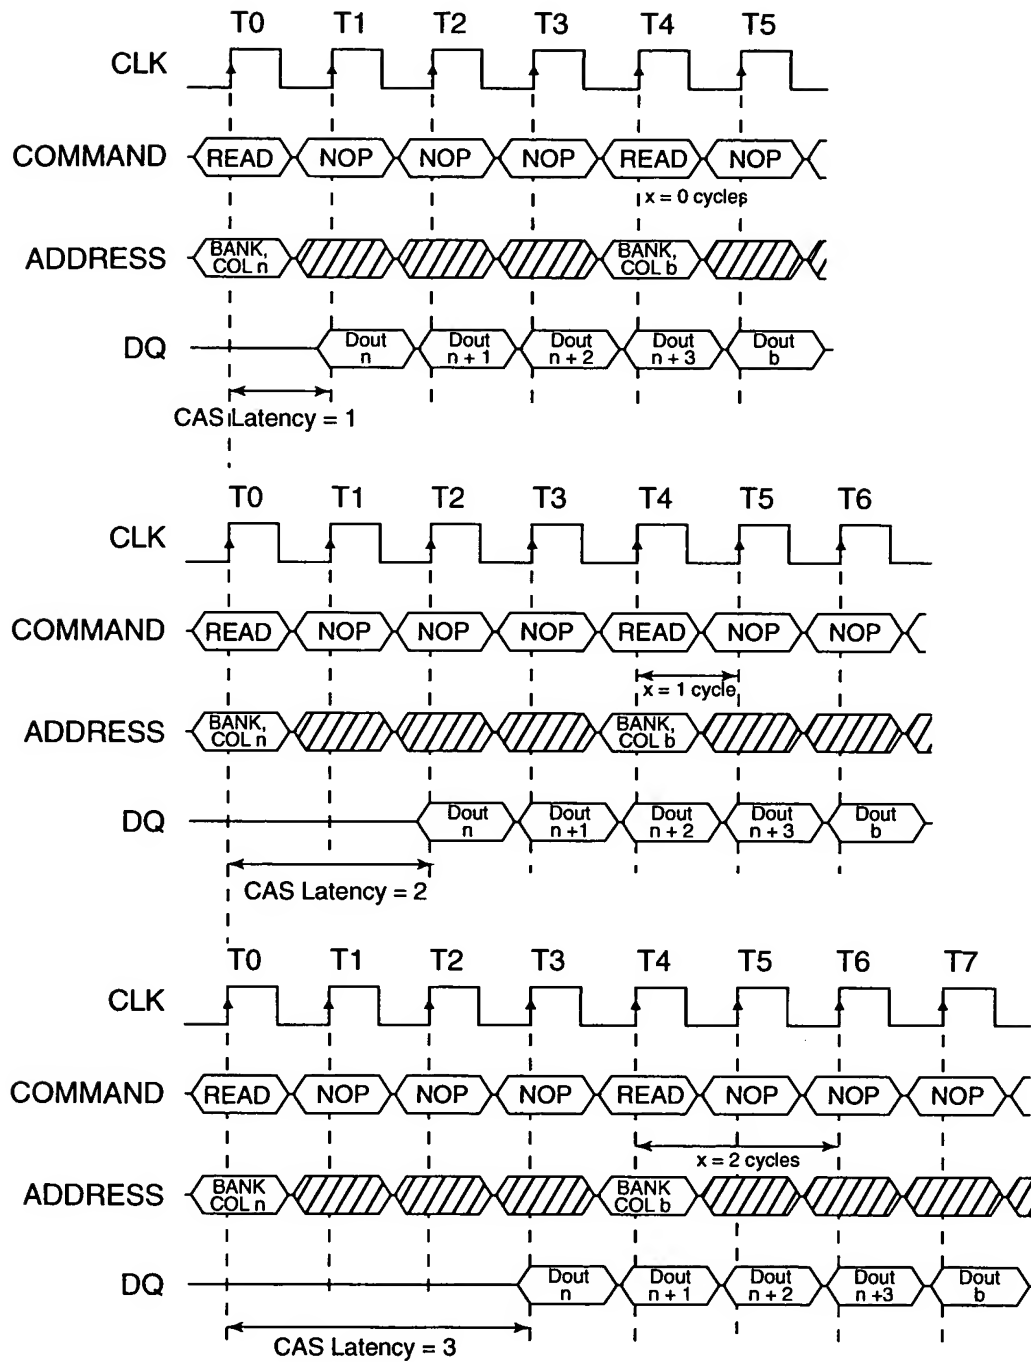 T0 T1 T2 T3 T4 T5
CLK
COMMAND READ NOP NOP NOP READ NOP
x = 0 cycles
ADDRESS BANK, COL n BANK, COL b
DQ Dout n Dout n + 1 Dout n + 2 Dout n + 3 Dout b
CAS Latency = 1
T0 T1 T2 T3 T4 T5 T6
CLK
COMMAND READ NOP NOP NOP READ NOP NOP
x = 1 cycle
ADDRESS BANK, COL n BANK, COL b
DQ Dout n Dout n +1 Dout n + 2 Dout n + 3 Dout b
CAS Latency = 2
T0 T1 T2 T3 T4 T5 T6 T7
CLK
COMMAND READ NOP NOP NOP READ NOP NOP NOP
x = 2 cycles
ADDRESS BANK COL n BANK COL b
DQ Dout n Dout n + 1 Dout n + 2 Dout n +3 Dout b
CAS Latency = 3